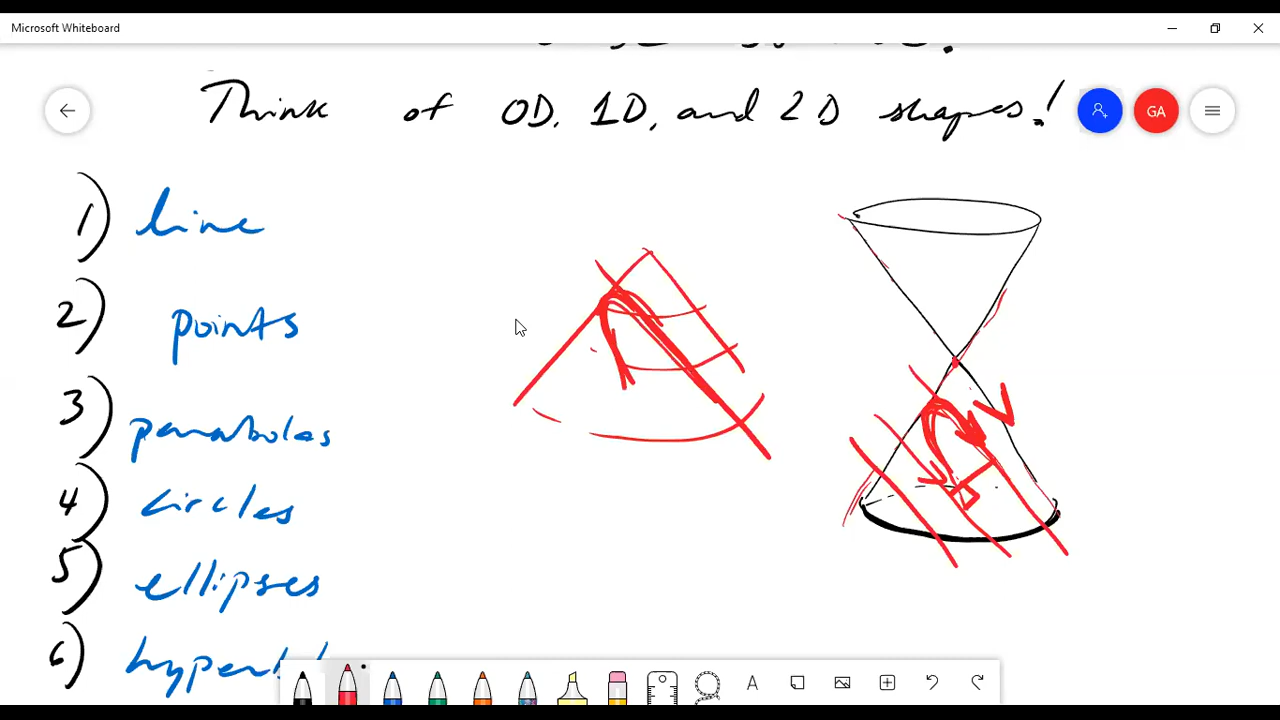 Microsoft Whiteboard
Think of 0D, 1D, and 2D shapes!
GA
1) line
2) points
3) parabolas
4) circles
5) ellipses
6)
V
A